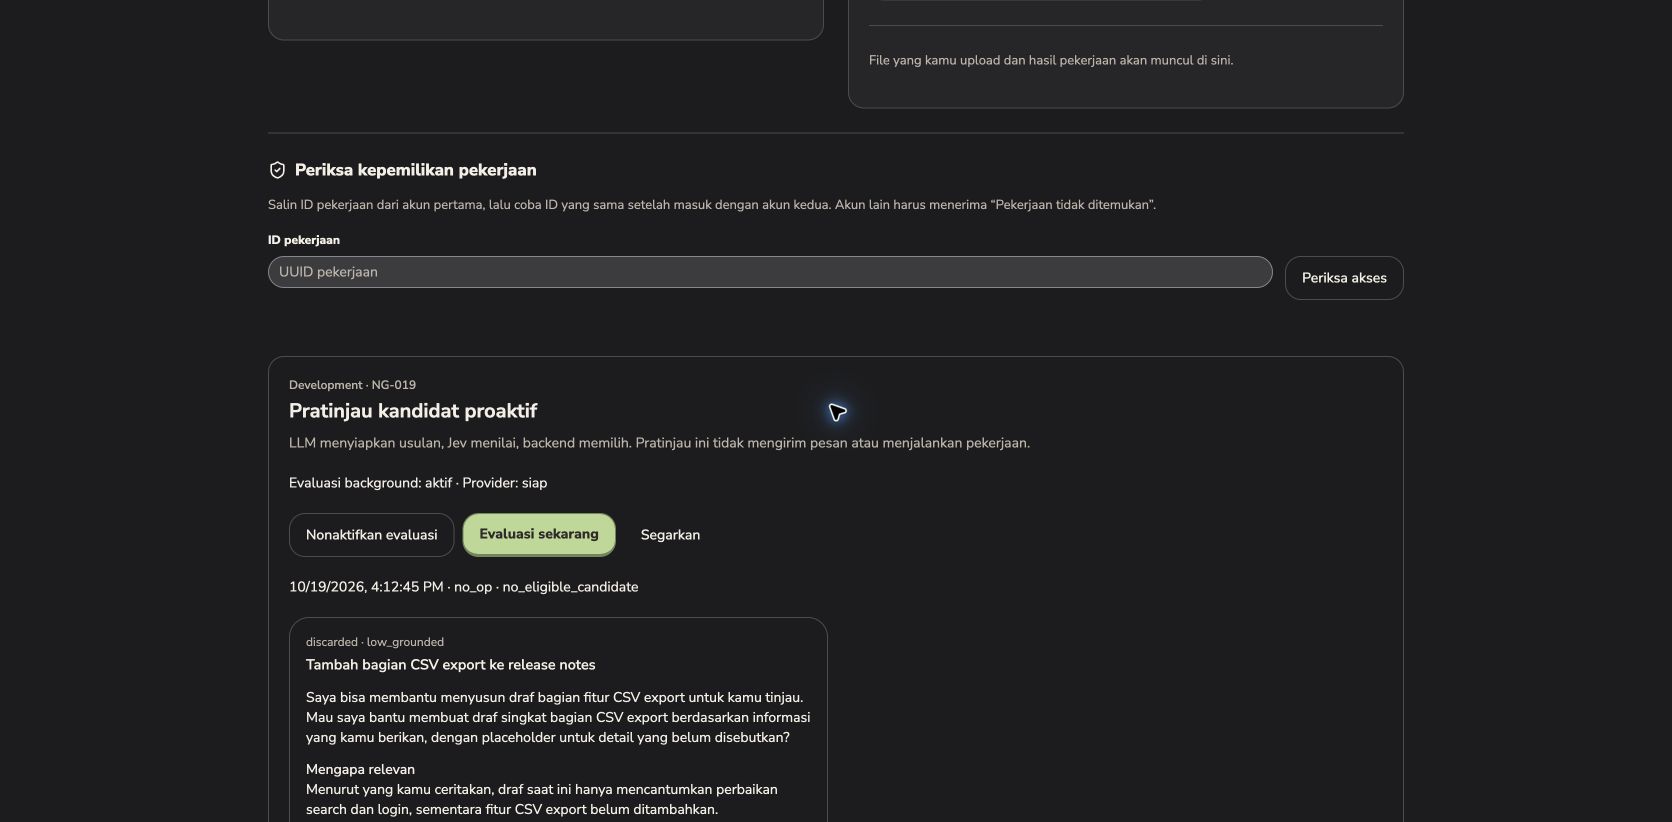 File yang kamu upload dan hasil pekerjaan akan muncul di sini.
Periksa kepemilikan pekerjaan
Salin ID pekerjaan dari akun pertama, lalu coba ID yang sama setelah masuk dengan akun kedua. Akun lain harus menerima “Pekerjaan tidak ditemukan”.
ID pekerjaan
UUID pekerjaan
Periksa akses
Development · NG-019
Pratinjau kandidat proaktif
LLM menyiapkan usulan, Jev menilai, backend memilih. Pratinjau ini tidak mengirim pesan atau menjalankan pekerjaan.
Evaluasi background: aktif · Provider: siap
Nonaktifkan evaluasi
Evaluasi sekarang
Segarkan
10/19/2026, 4:12:45 PM · no_op · no_eligible_candidate
discarded · low_grounded
Tambah bagian CSV export ke release notes
Saya bisa membantu menyusun draf bagian fitur CSV export untuk kamu tinjau.
Mau saya bantu membuat draf singkat bagian CSV export berdasarkan informasi
yang kamu berikan, dengan placeholder untuk detail yang belum disebutkan?
Mengapa relevan
Menurut yang kamu ceritakan, draf saat ini hanya mencantumkan perbaikan
search dan login, sementara fitur CSV export belum ditambahkan.